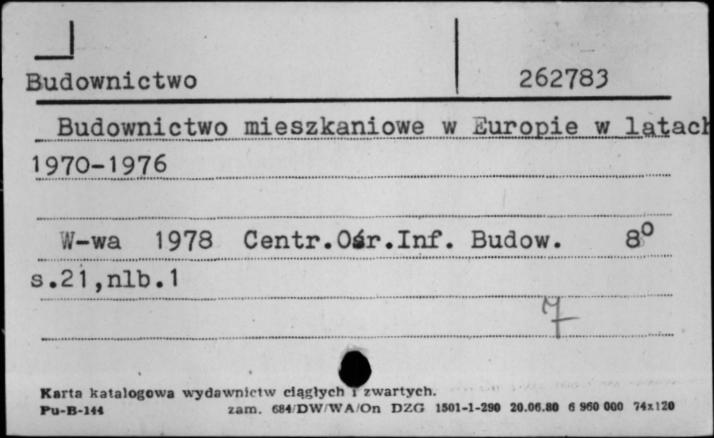 Budownictwo 262783
Budownictwo mieszkaniowe w Europie w latach
1970-1976
W-wa 1978 Centr.Ośr.Inf. Budow. 8⁰
s.21,nlb.1
Karta katalogowa wydawnictw ciągłych i zwartych.
Pu-B-144 zam. 684/DW/WA/On DZG 1501-1-290 20.06.80 6 960 000 74x120